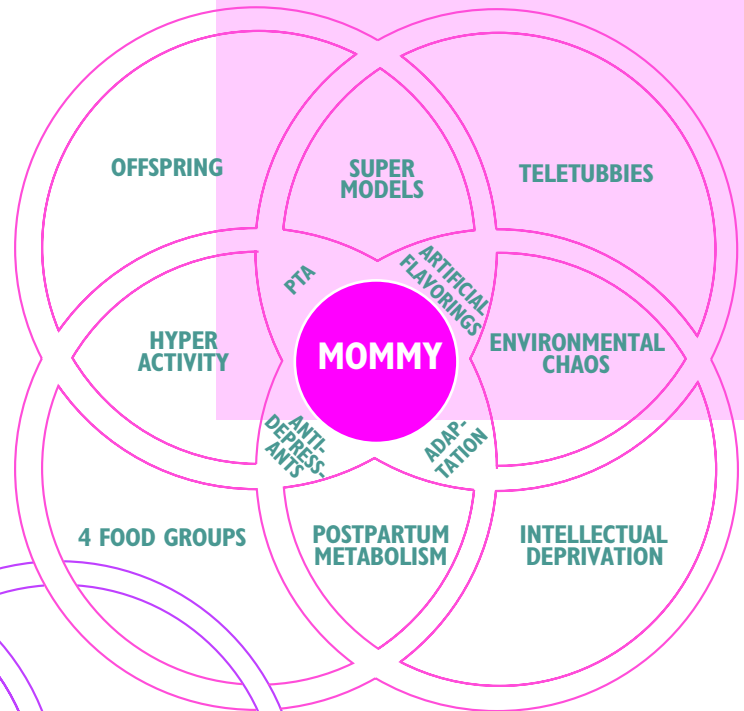 OFFSPRING
SUPER
MODELS
TELETUBBIES
PTA
ARTIFICIAL
FLAVORINGS
HYPER
ACTIVITY
MOMMY
ENVIRONMENTAL
CHAOS
ANTI-
DEPRESS-
ANTS
ADAP-
TATION
4 FOOD GROUPS
POSTPARTUM
METABOLISM
INTELLECTUAL
DEPRIVATION